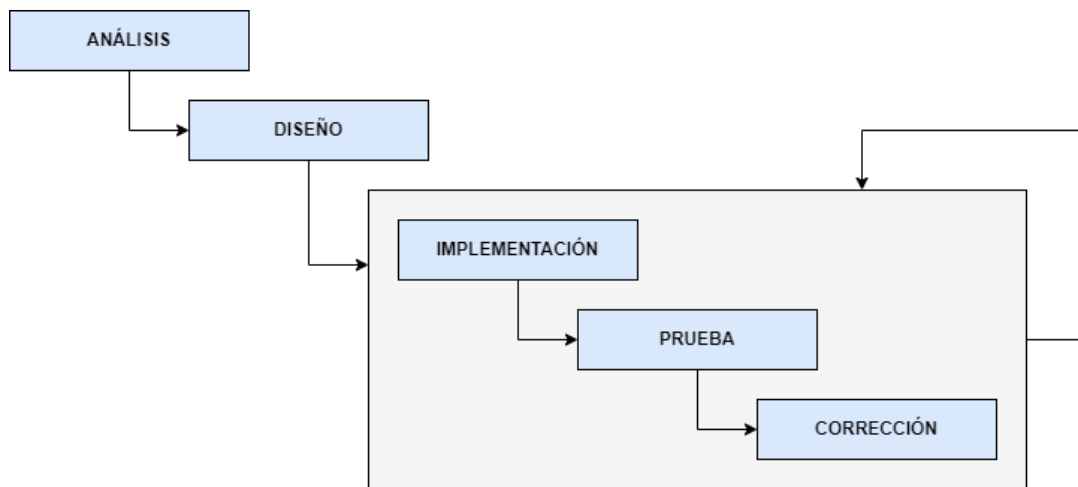 ANÁLISIS
DISEÑO
IMPLEMENTACIÓN
PRUEBA
CORRECCIÓN